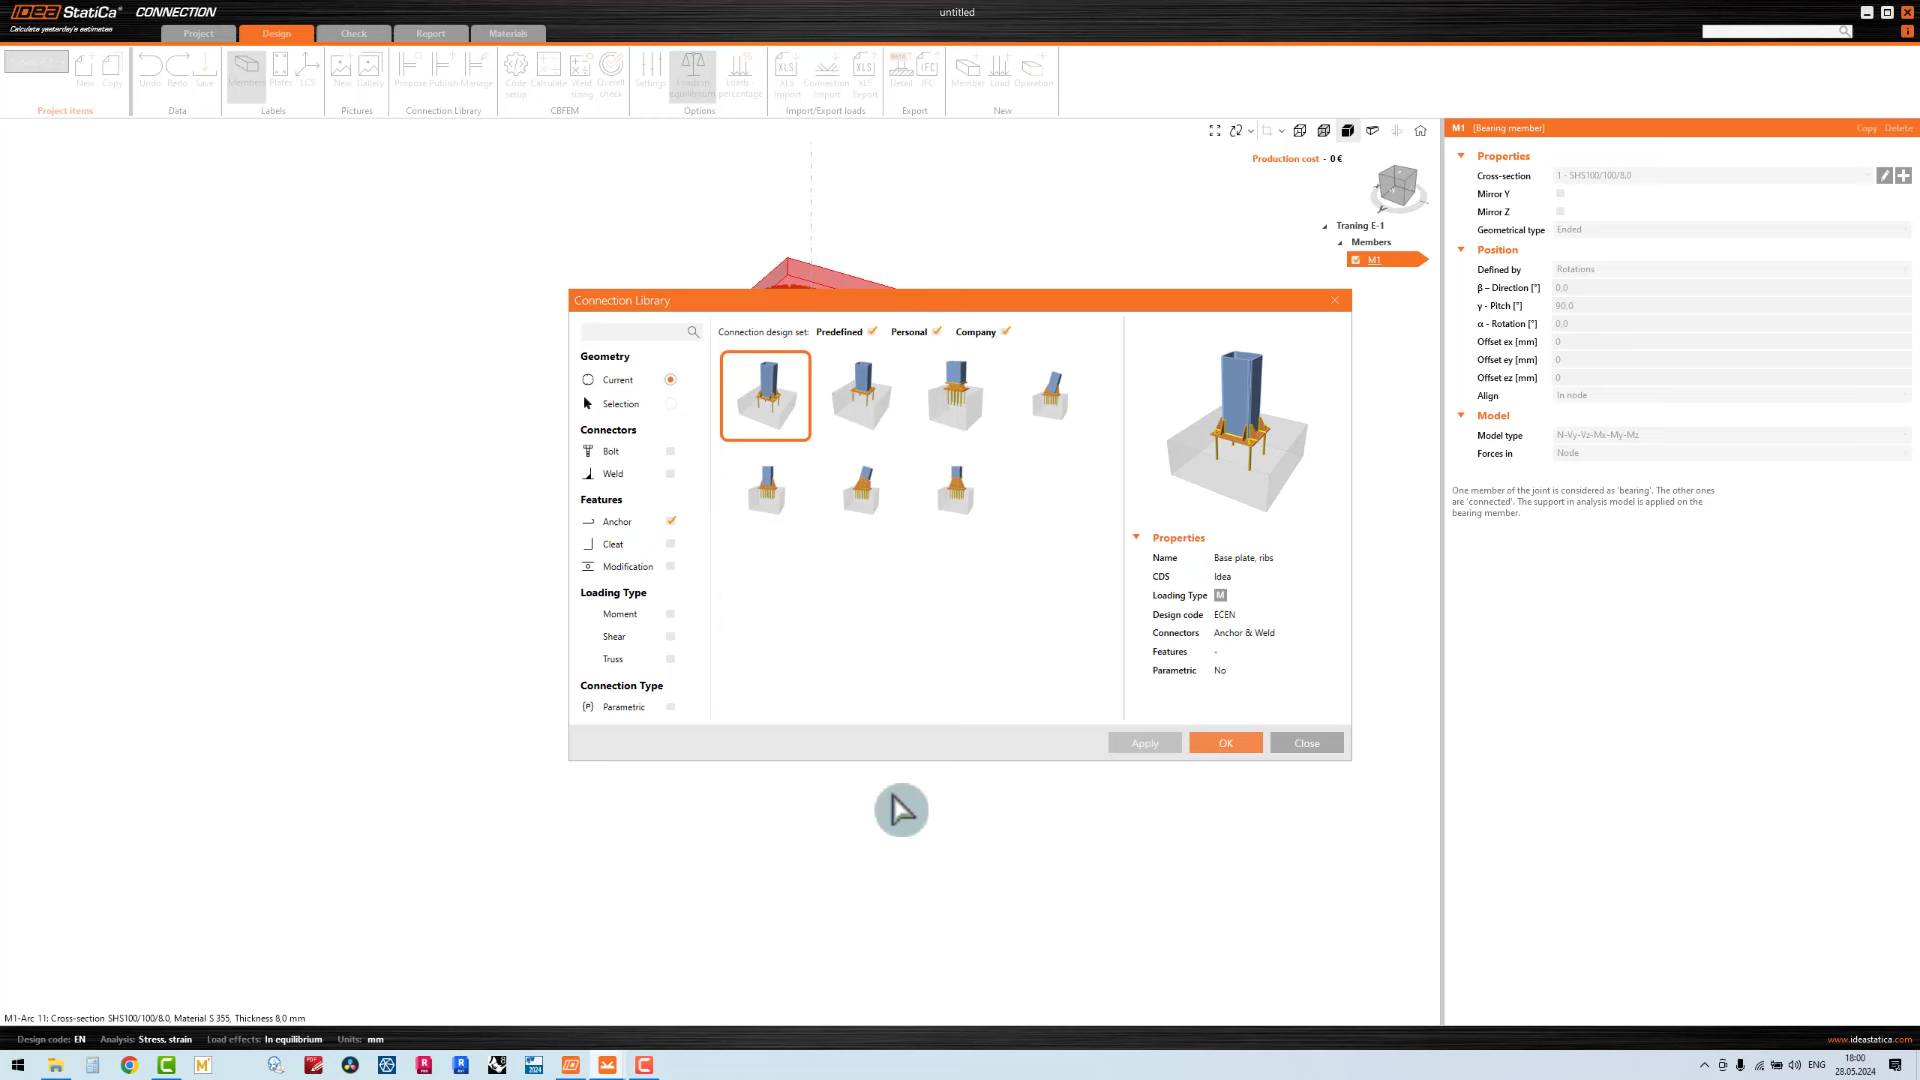 IDEA StatiCa® CONNECTION
Calculate yesterday's estimates
untitled
Project
Design
Check
Report
Materials
New
Copy
Undo
Redo
Save
Members
Plates
LCS
New
Gallery
Propose
Publish
Manage
Code setup
Calculate
Weld sizing
Overall check
Settings
Loads in equilibrium
Loads percentage
XLS Import
Connection Import
XLS Export
BETA
Detail
IFC
Member
Load
Operation
Project items
Data
Labels
Pictures
Connection Library
CBFEM
Options
Import/Export loads
Export
New
Production cost - 0 €
Traning E-1
Members
M1
Connection Library
Connection design set: Predefined Personal Company
Geometry
Current
Selection
Connectors
Bolt
Weld
Features
Anchor
Cleat
Modification
Loading Type
Moment
Shear
Truss
Connection Type
Parametric
Properties
Name Base plate, ribs
CDS Idea
Loading Type M
Design code ECEN
Connectors Anchor & Weld
Features -
Parametric No
Apply
OK
Close
M1 [Bearing member]
Copy Delete
Properties
Cross-section 1 - SHS100/100/8.0
Mirror Y
Mirror Z
Geometrical type Ended
Position
Defined by Rotations
β – Direction [°] 0,0
γ - Pitch [°] 90,0
α - Rotation [°] 0,0
Offset ex [mm] 0
Offset ey [mm] 0
Offset ez [mm] 0
Align In node
Model
Model type N-Vy-Vz-Mx-My-Mz
Forces in Node
One member of the joint is considered as 'bearing'. The other ones
are 'connected'. The support in analysis model is applied on the
bearing member.
M1-Arc 11: Cross-section SHS100/100/8.0, Material S 355, Thickness 8,0 mm
Design code: EN Analysis: Stress, strain Load effects: In equilibrium Units: mm
www.ideastatica.com
ENG
18:00
28.05.2024